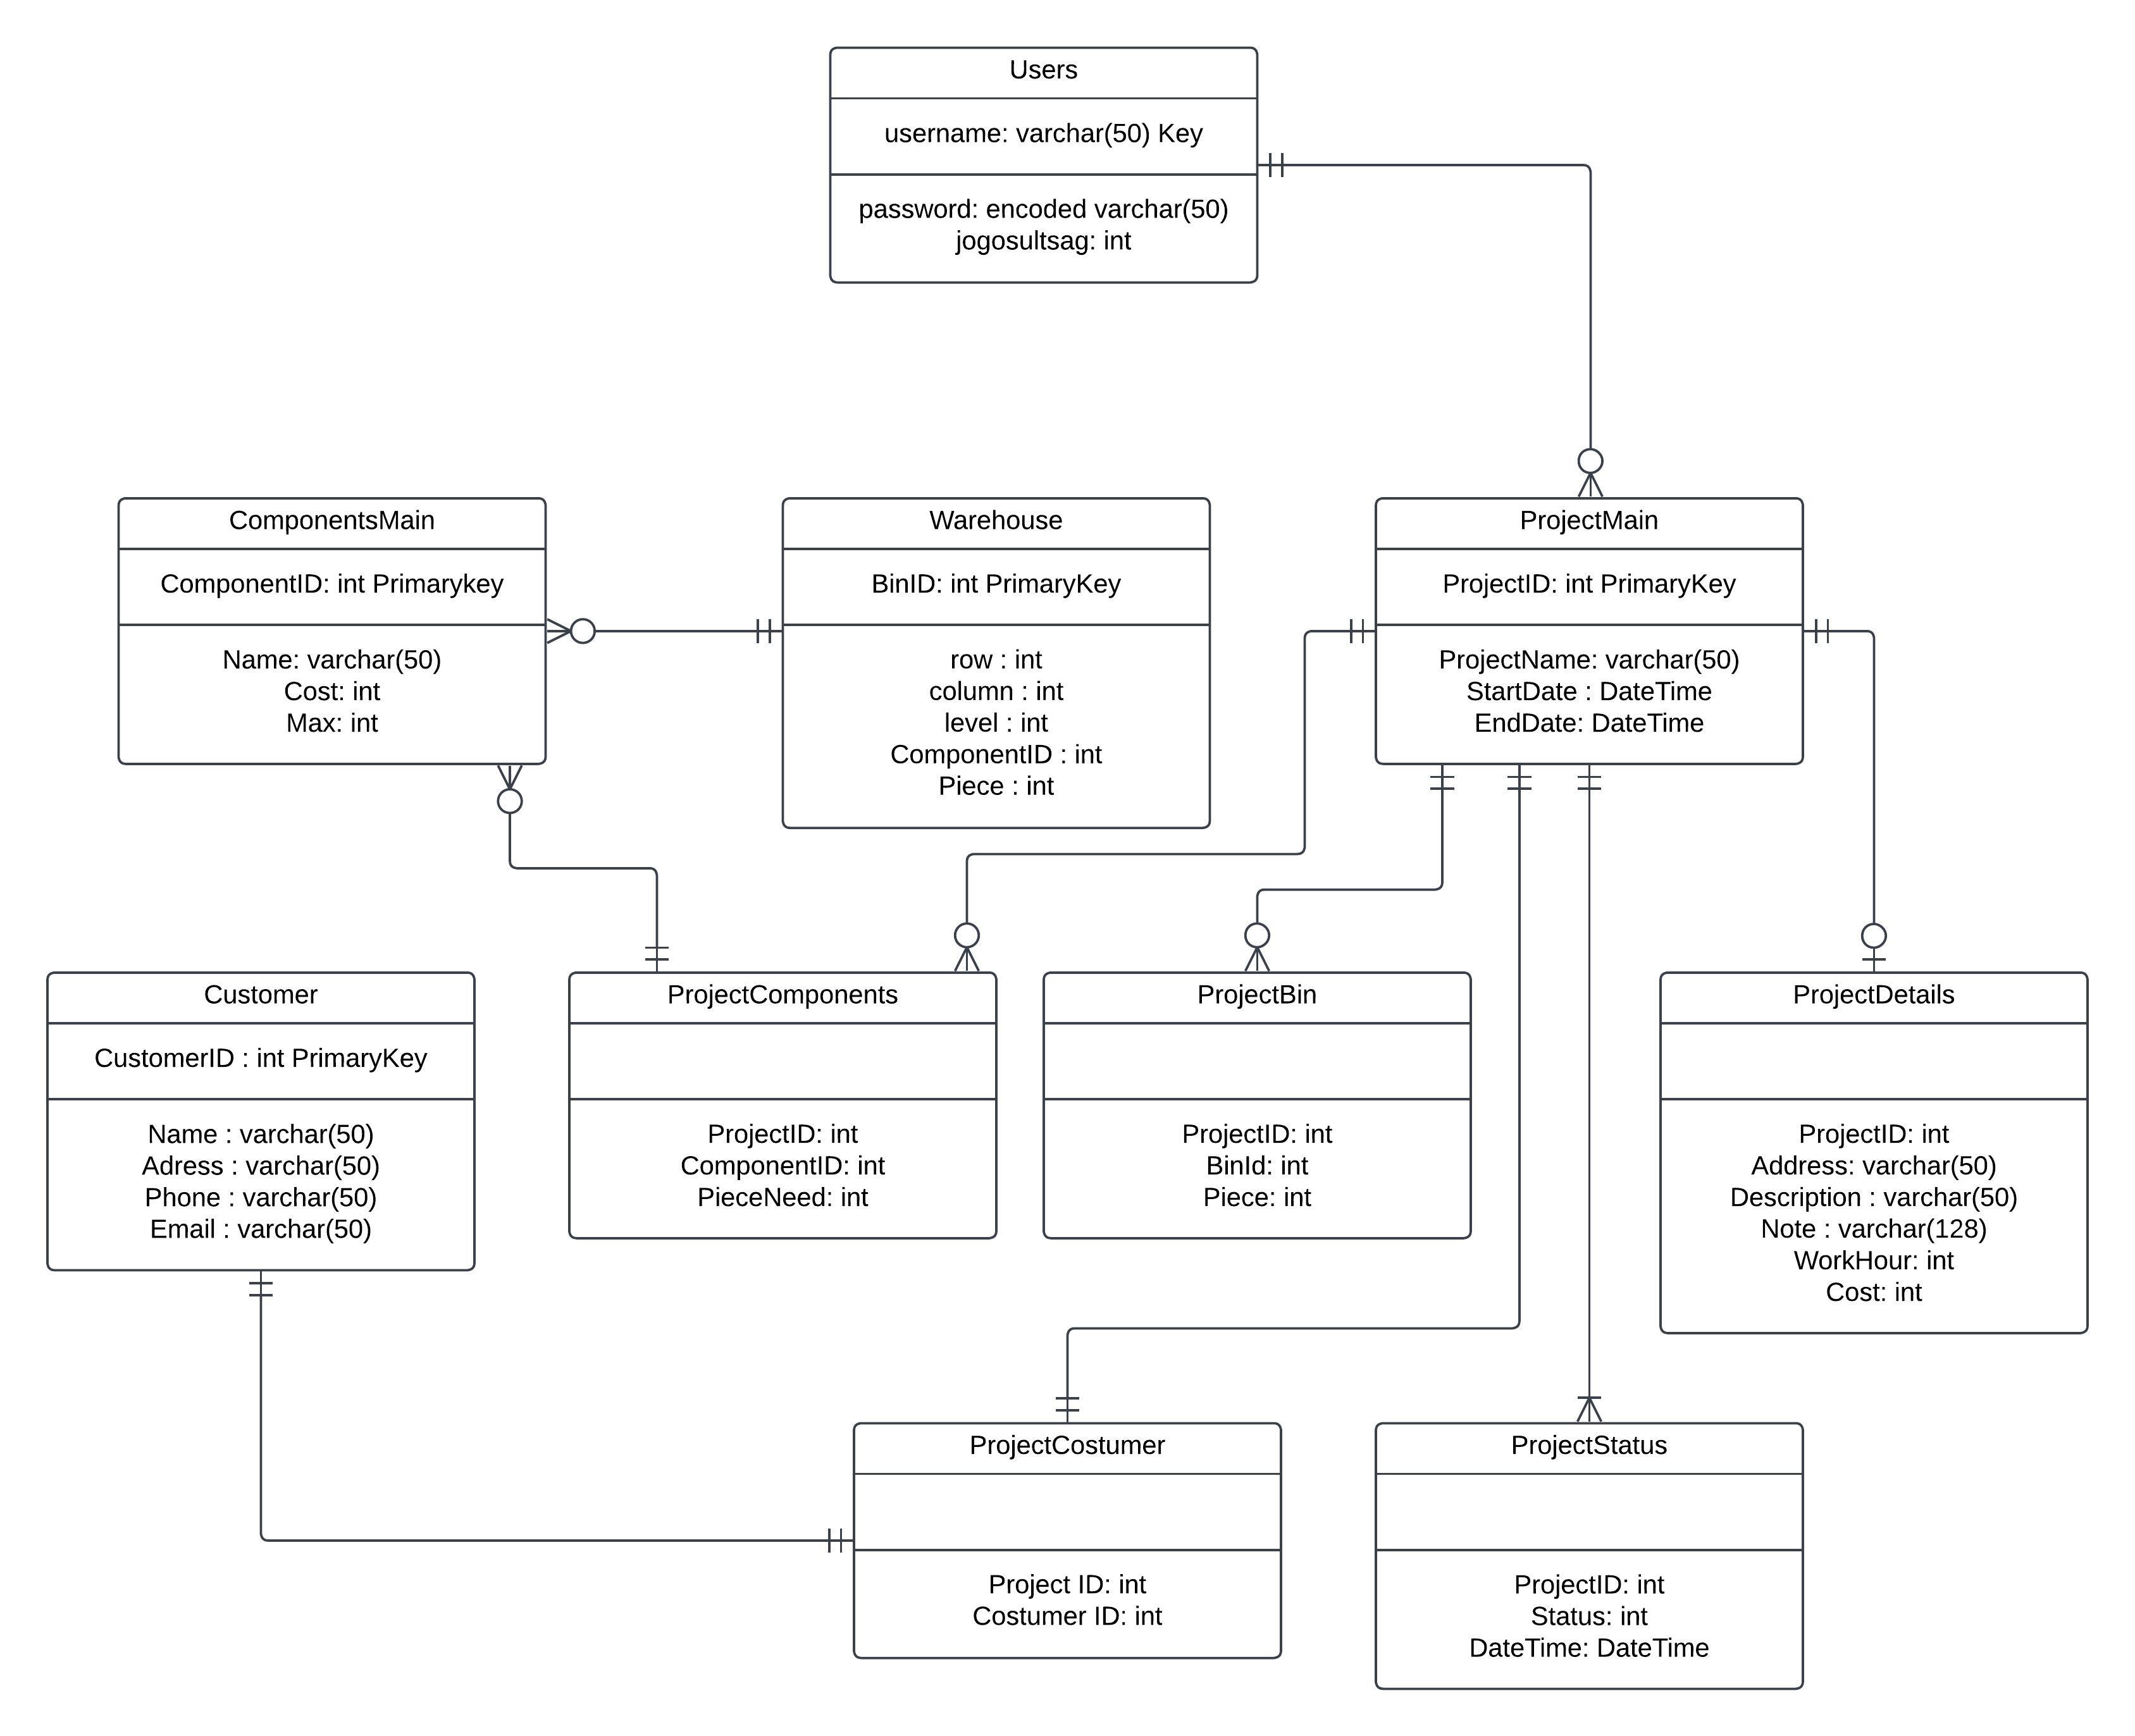 Users
username: varchar(50) Key
password: encoded varchar(50)
jogosultsag: int
ComponentsMain
ComponentID: int Primarykey
Name: varchar(50)
Cost: int
Max: int
Warehouse
BinID: int PrimaryKey
row : int
column : int
level : int
ComponentID : int
Piece : int
ProjectMain
ProjectID: int PrimaryKey
ProjectName: varchar(50)
StartDate : DateTime
EndDate: DateTime
Customer
CustomerID : int PrimaryKey
Name : varchar(50)
Adress : varchar(50)
Phone : varchar(50)
Email : varchar(50)
ProjectComponents
ProjectID: int
ComponentID: int
PieceNeed: int
ProjectBin
ProjectID: int
BinId: int
Piece: int
ProjectDetails
ProjectID: int
Address: varchar(50)
Description : varchar(50)
Note : varchar(128)
WorkHour: int
Cost: int
ProjectCostumer
Project ID: int
Costumer ID: int
ProjectStatus
ProjectID: int
Status: int
DateTime: DateTime